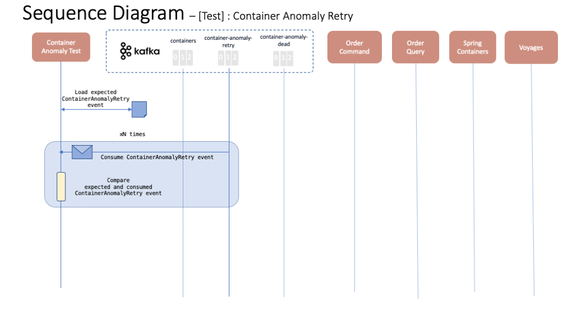 Sequence Diagram – [Test] : Container Anomaly Retry
Container
Anomaly Test
kafka
containers
container-anomaly-
retry
container-anomaly-
dead
Order
Command
Order
Query
Spring
Containers
Voyages
Load expected
ContainerAnomalyRetry
event
xN times
Consume ContainerAnomalyRetry event
Compare
expected and consumed
ContainerAnomalyRetry event